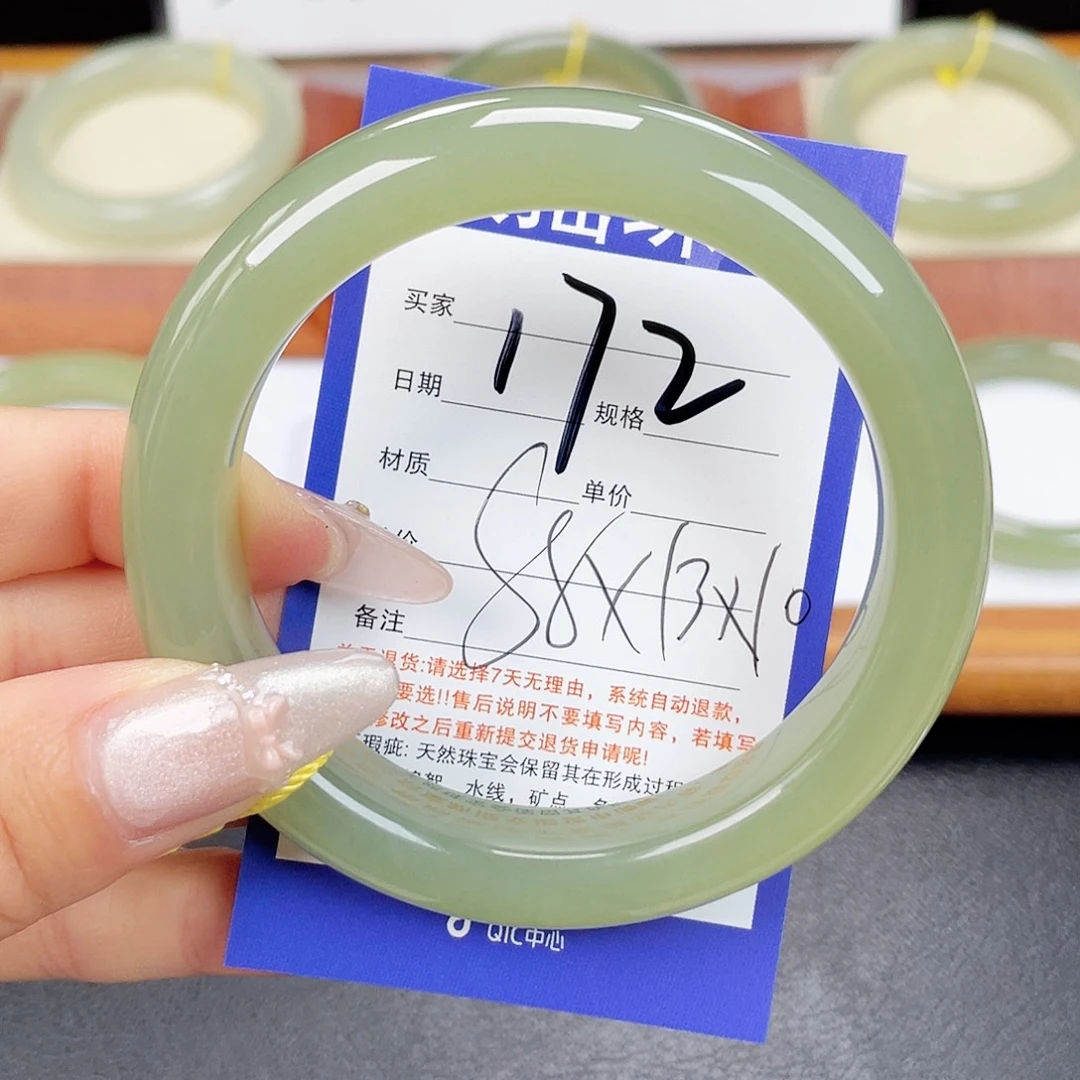 买家
172
日期 规格
材质 单价
58X13X10
备注
退货:请选择7天无理由，系统自动退款，
要选!!售后说明不要填写内容，若填写
修改之后重新提交退货申请呢!
瑕疵: 天然珠宝会保留其在形成过程
水线，矿点，
QIC中心